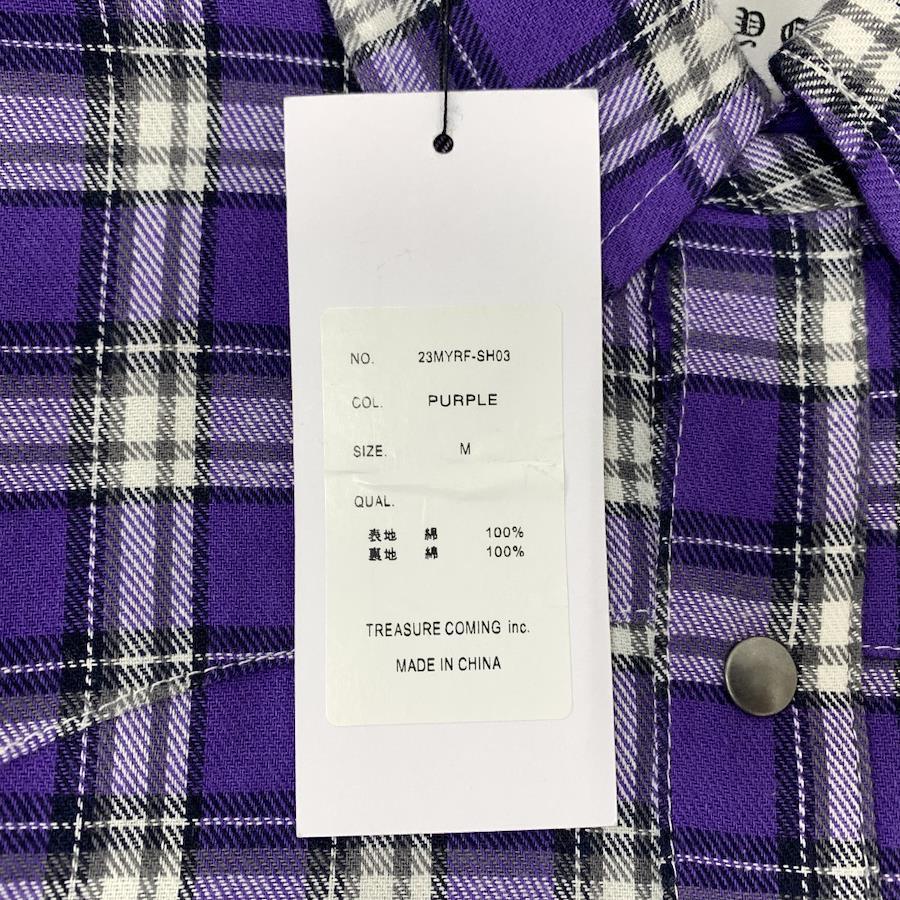 NO. 23MYRF-SH03
COL. PURPLE
SIZE. M
QUAL.
表地 綿 100%
裏地 綿 100%
TREASURE COMING inc.
MADE IN CHINA